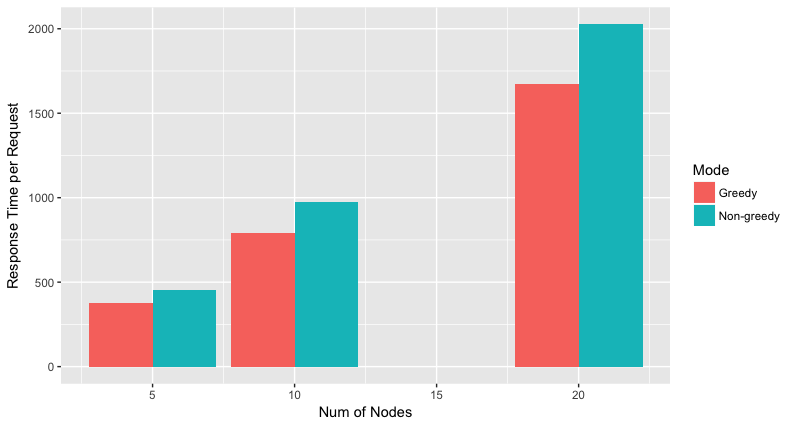 2000
1500
1000
500
0
Response Time per Request
5
10
15
20
Num of Nodes
Mode
Greedy
Non-greedy